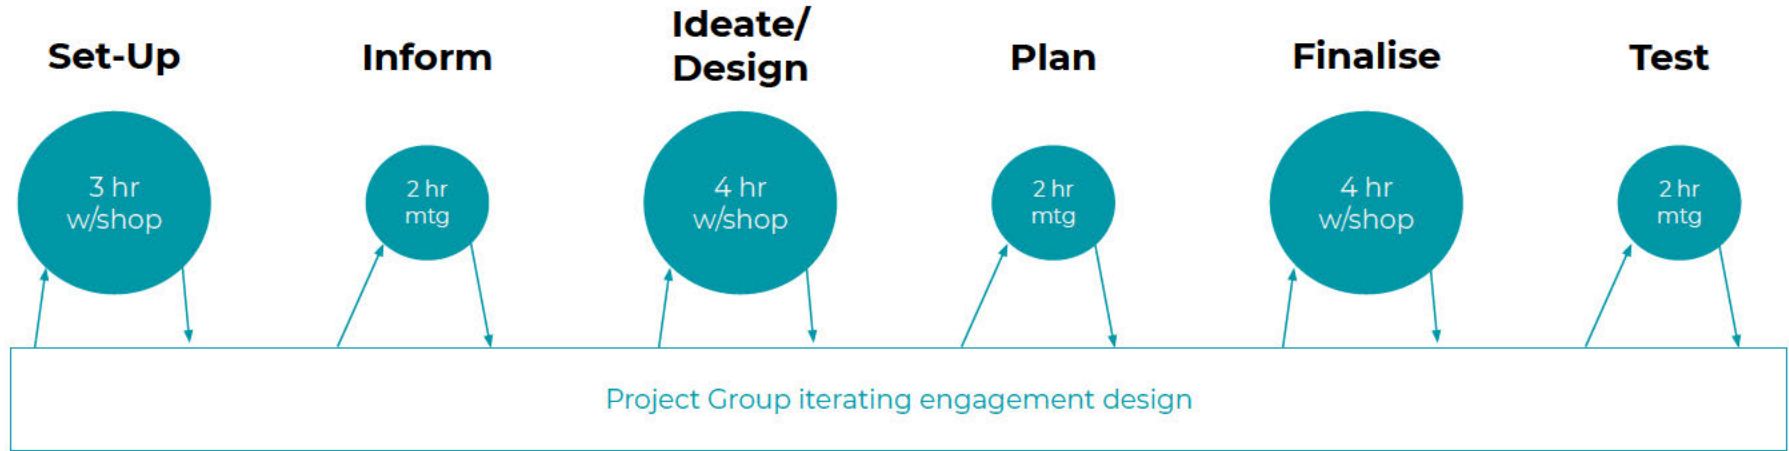 Set-Up
Inform
Ideate/
Design
Plan
Finalise
Test
3 hr
w/shop
2 hr
mtg
4 hr
w/shop
2 hr
mtg
4 hr
w/shop
2 hr
mtg
Project Group iterating engagement design